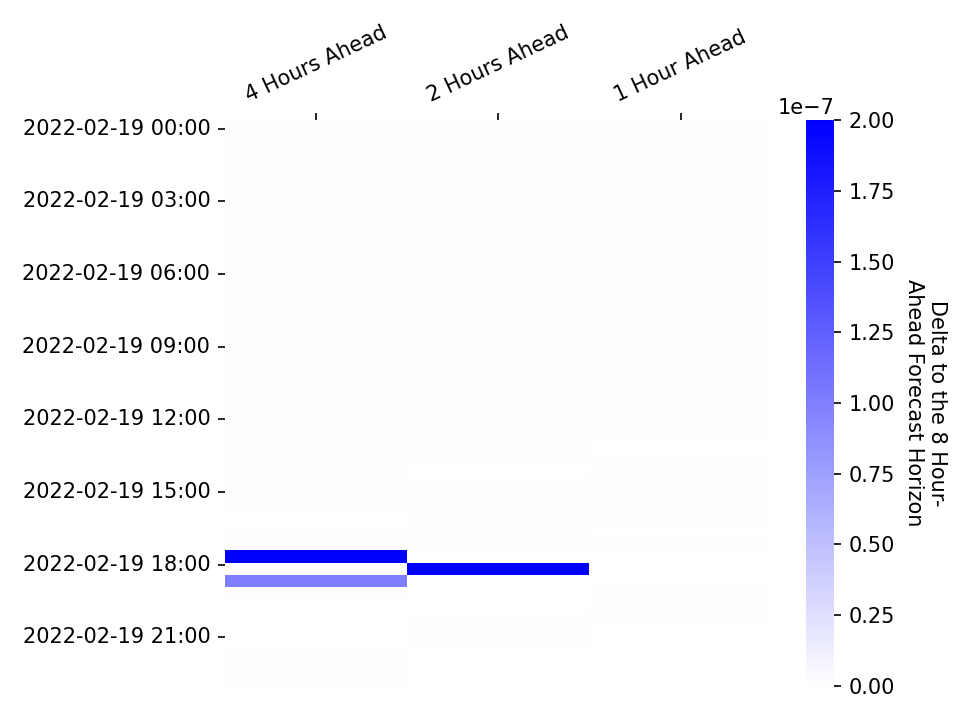 4 Hours Ahead
2 Hours Ahead
1 Hour Ahead
1e−7
2022-02-19 00:00
2022-02-19 03:00
2022-02-19 06:00
2022-02-19 09:00
2022-02-19 12:00
2022-02-19 15:00
2022-02-19 18:00
2022-02-19 21:00
2.00
1.75
1.50
1.25
1.00
0.75
0.50
0.25
0.00
Delta to the 8 Hour-
Ahead Forecast Horizon